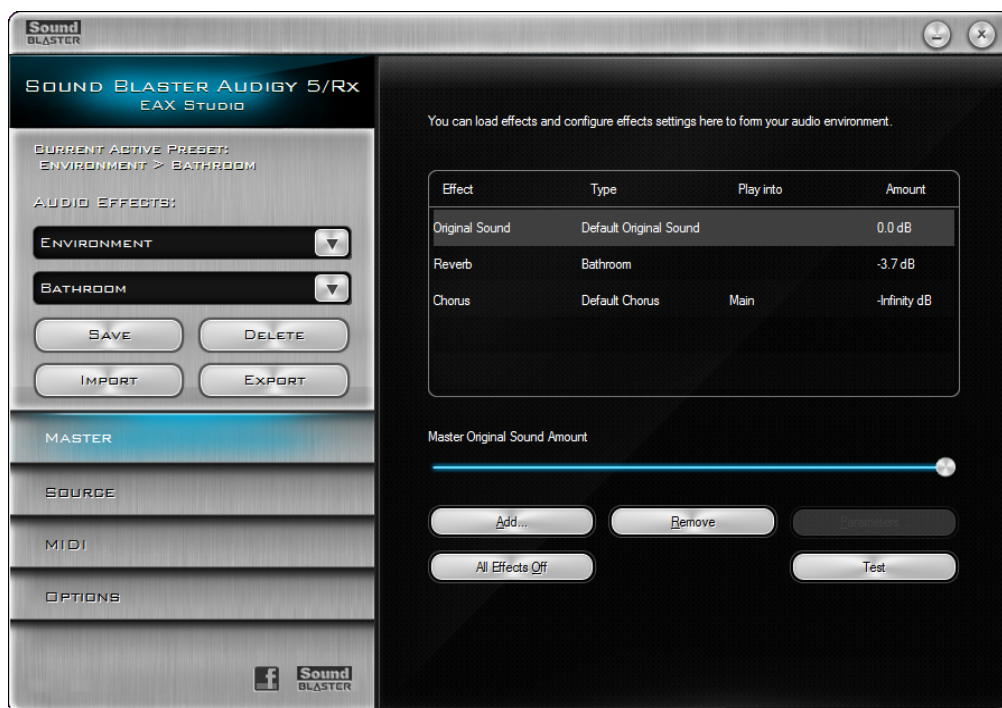 Sound
BLASTER
Sound Blaster Audigy 5/Rx
EAX Studio
Current Active Preset:
Environment > Bathroom
Audio Effects:
Environment
Bathroom
Save Delete
Import Export
Master
Source
MIDI
Options
f Sound
BLASTER
You can load effects and configure effects settings here to form your audio environment.
Effect Type Play into Amount
Original Sound Default Original Sound 0.0 dB
Reverb Bathroom -3.7 dB
Chorus Default Chorus Main -Infinity dB
Master Original Sound Amount
Add... Remove Parameters...
All Effects Off Test